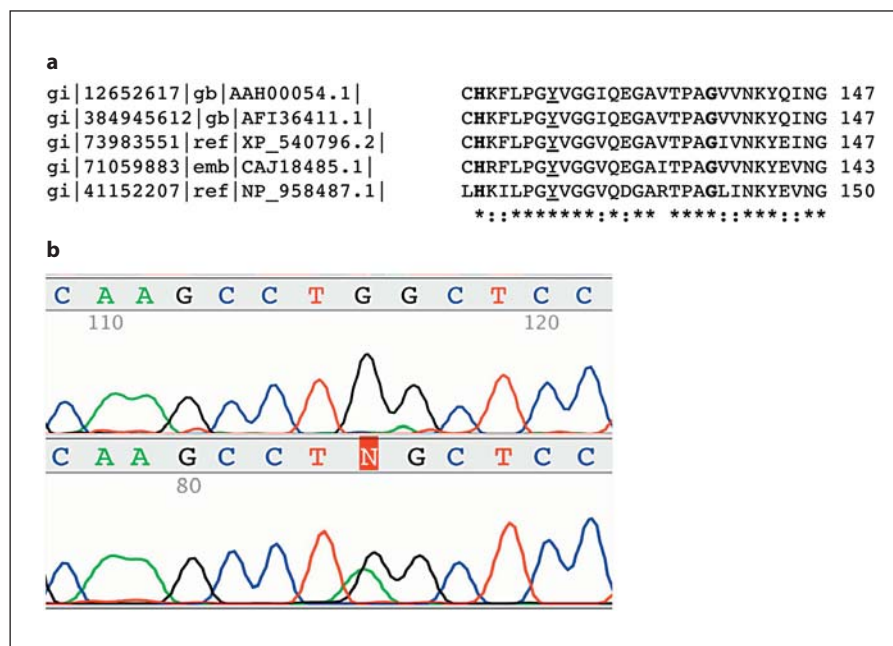 a
gi|12652617|gb|AAH00054.1| CHKFLPGYVGGIQEGAVTPAGVVNKYQING 147
gi|384945612|gb|AFI36411.1| CHKFLPGYVGGIQEGAVTPAGVVNKYQING 147
gi|73983551|ref|XP_540796.2| CHKFLPGYVGGIQEGAVTPAGIVNKYEING 147
gi|71059883|emb|CAJ18485.1| CHRFLPGYVGGVQEGAITPAGVVNKYEVNG 143
gi|41152207|ref|NP_958487.1| LHKILPGYVGGVQDGARTPAGLINKYEVNG 150
*::*******:*:** ****::***::**
b
C A A G C C T G G C T C C
110 120
C A A G C C T N G C T C C
80